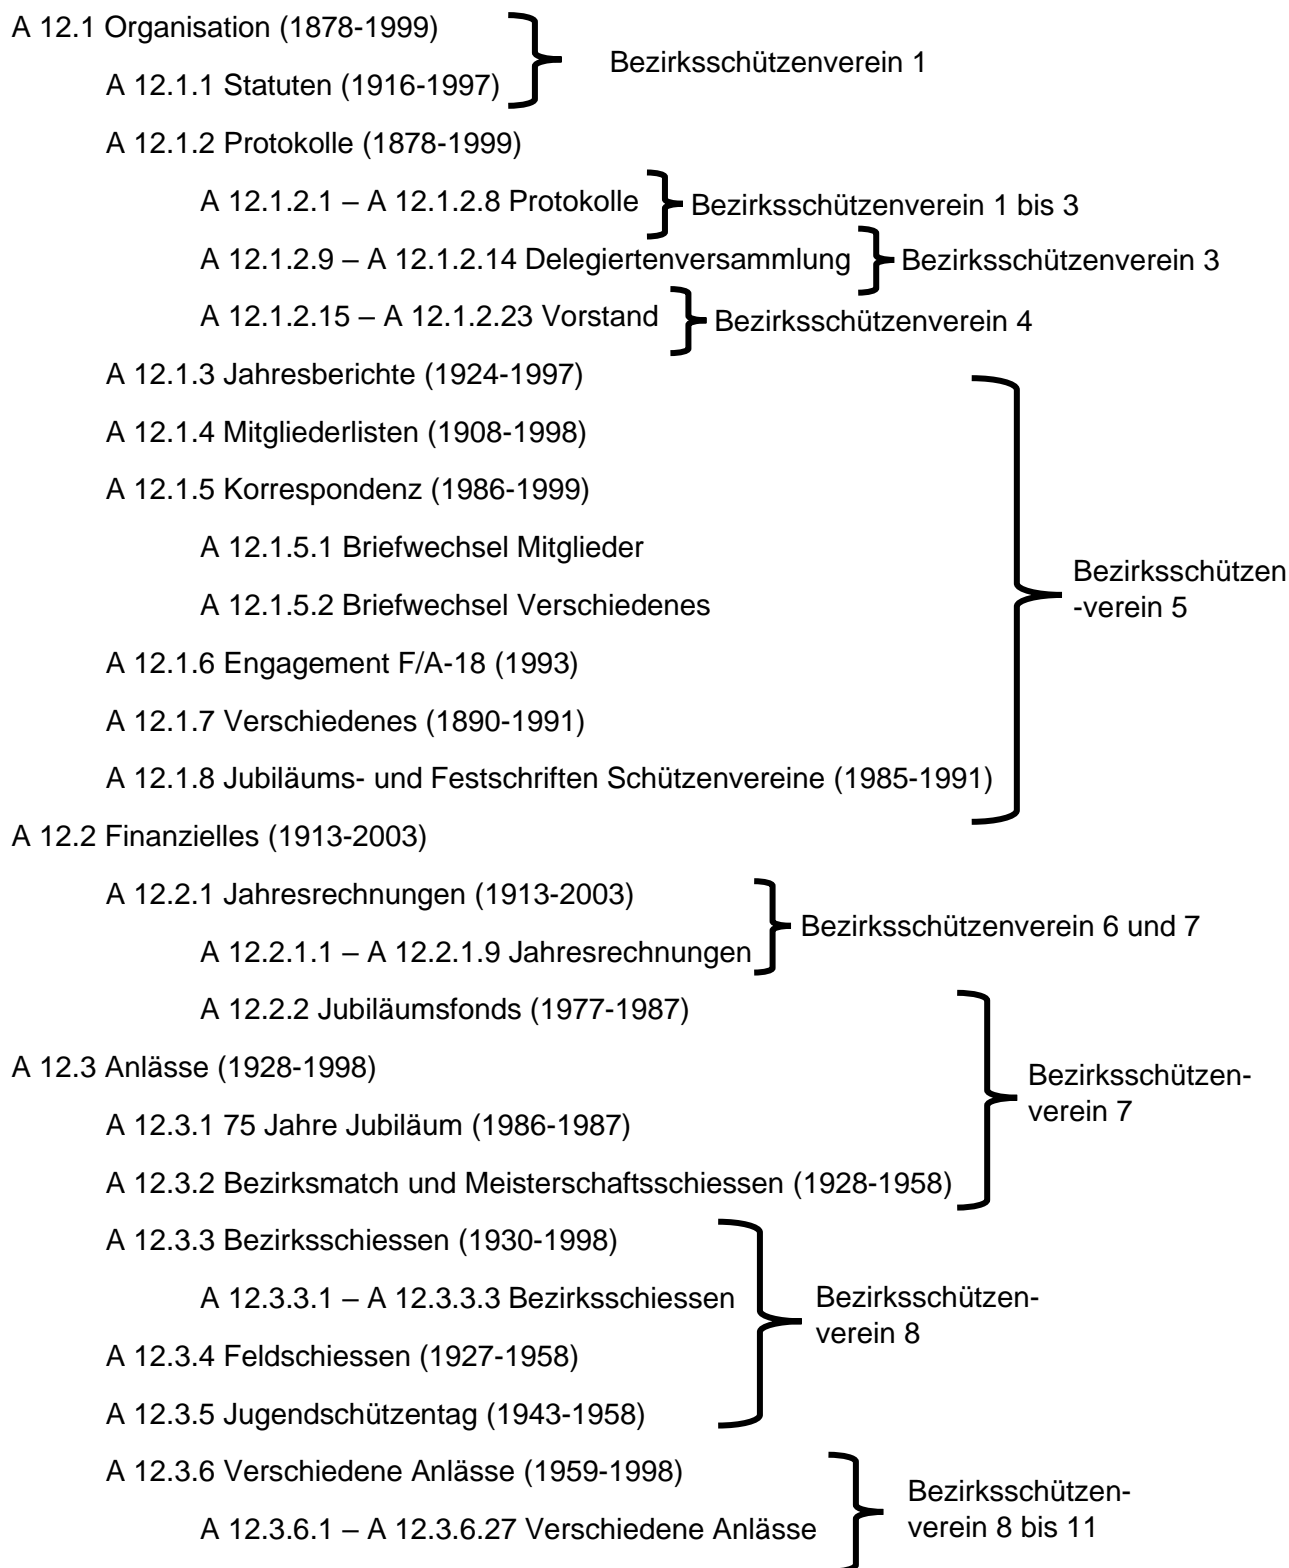 A 12.1 Organisation (1878-1999)
Bezirksschützenverein 1
A 12.1.1 Statuten (1916-1997)
A 12.1.2 Protokolle (1878-1999)
A 12.1.2.1 – A 12.1.2.8 Protokolle
Bezirksschützenverein 1 bis 3
A 12.1.2.9 – A 12.1.2.14 Delegiertenversammlung
Bezirksschützenverein 3
A 12.1.2.15 – A 12.1.2.23 Vorstand
Bezirksschützenverein 4
A 12.1.3 Jahresberichte (1924-1997)
A 12.1.4 Mitgliederlisten (1908-1998)
A 12.1.5 Korrespondenz (1986-1999)
A 12.1.5.1 Briefwechsel Mitglieder
A 12.1.5.2 Briefwechsel Verschiedenes
Bezirksschützen
-verein 5
A 12.1.6 Engagement F/A-18 (1993)
A 12.1.7 Verschiedenes (1890-1991)
A 12.1.8 Jubiläums- und Festschriften Schützenvereine (1985-1991)
A 12.2 Finanzielles (1913-2003)
A 12.2.1 Jahresrechnungen (1913-2003)
A 12.2.1.1 – A 12.2.1.9 Jahresrechnungen
Bezirksschützenverein 6 und 7
A 12.2.2 Jubiläumsfonds (1977-1987)
A 12.3 Anlässe (1928-1998)
A 12.3.1 75 Jahre Jubiläum (1986-1987)
A 12.3.2 Bezirksmatch und Meisterschaftsschiessen (1928-1958)
Bezirksschützen-
verein 7
A 12.3.3 Bezirksschiessen (1930-1998)
A 12.3.3.1 – A 12.3.3.3 Bezirksschiessen
A 12.3.4 Feldschiessen (1927-1958)
A 12.3.5 Jugendschützentag (1943-1958)
Bezirksschützen-
verein 8
A 12.3.6 Verschiedene Anlässe (1959-1998)
A 12.3.6.1 – A 12.3.6.27 Verschiedene Anlässe
Bezirksschützen-
verein 8 bis 11